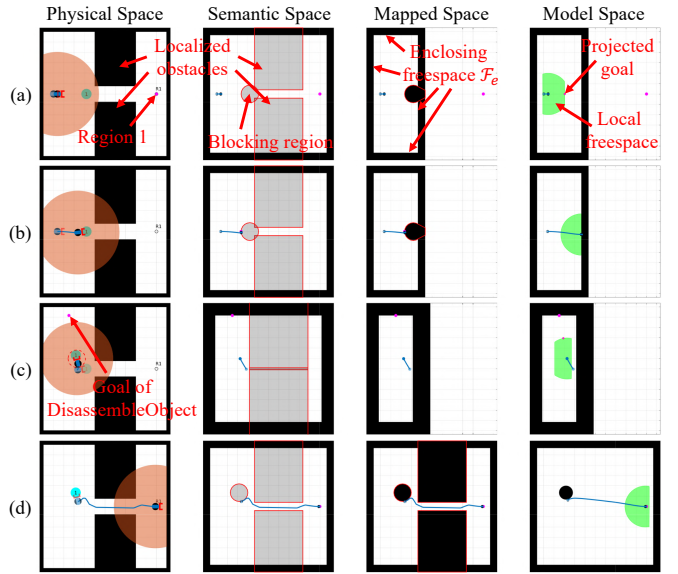 Physical Space Semantic Space Mapped Space Model Space
(a)
Localized
obstacles
R1
Region 1
Blocking region
Enclosing
freespace ℱₑ
Projected
goal
Local
freespace
(b)
R1
(c)
R1
Goal of
DisassembleObject
(d)